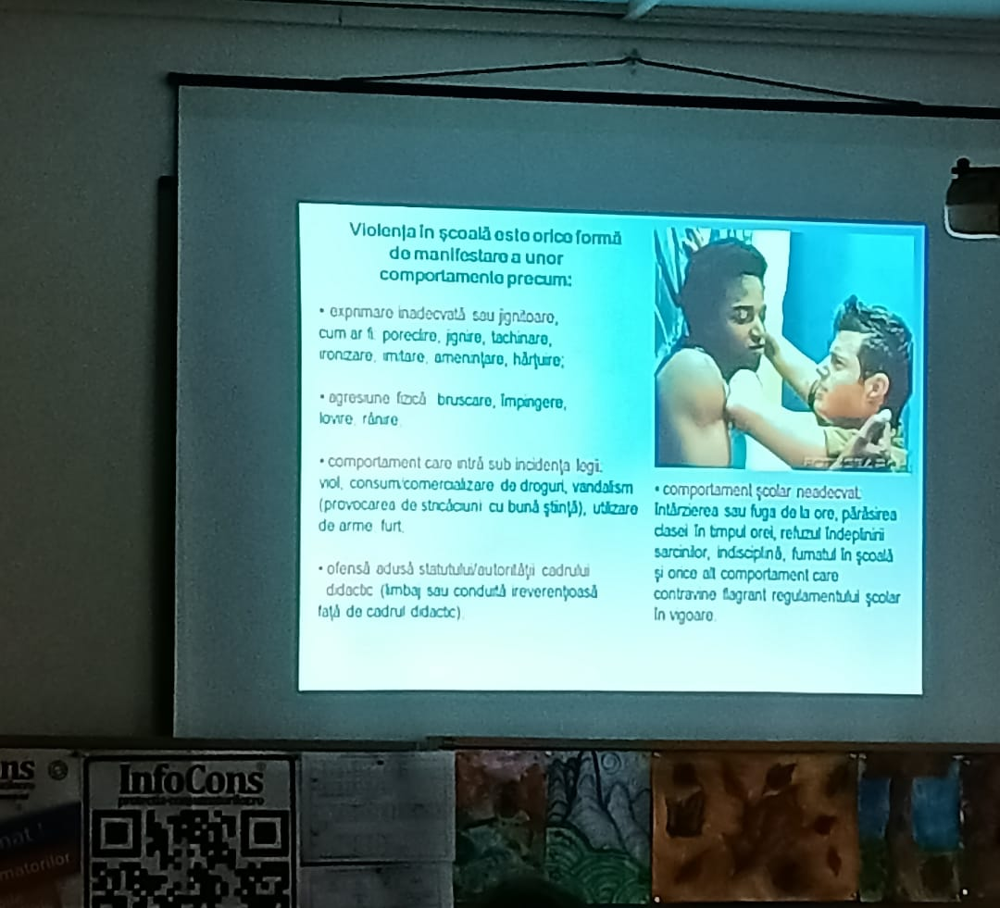 Violența în școală este orice formă
de manifestare a unor
comportamente precum:
• exprimare inadecvată sau jignitoare,
cum ar fi: poreclire, jignire, tachinare,
ironizare, imitare, amenințare, hărțuire;
• agresiune fizică bruscare, împingere,
lovire, rănire
• comportament care intră sub incidența legii:
viol, consum/comercializare de droguri, vandalism
(provocarea de stricăciuni cu bună știință), utilizare
de arme, furt.
• ofensă adusă statutului/autorității cadrului
didactic (limbaj sau conduită ireverențioasă
față de cadrul didactic)
• comportament școlar neadecvat:
întârzierea sau fuga de la ore, părăsirea
clasei în timpul orei, refuzul îndeplinirii
sarcinilor, indisciplină, fumatul în școală
și orice alt comportament care
contravine flagrant regulamentului școlar
în vigoare.
ns
InfoCons
nat!
matorilor